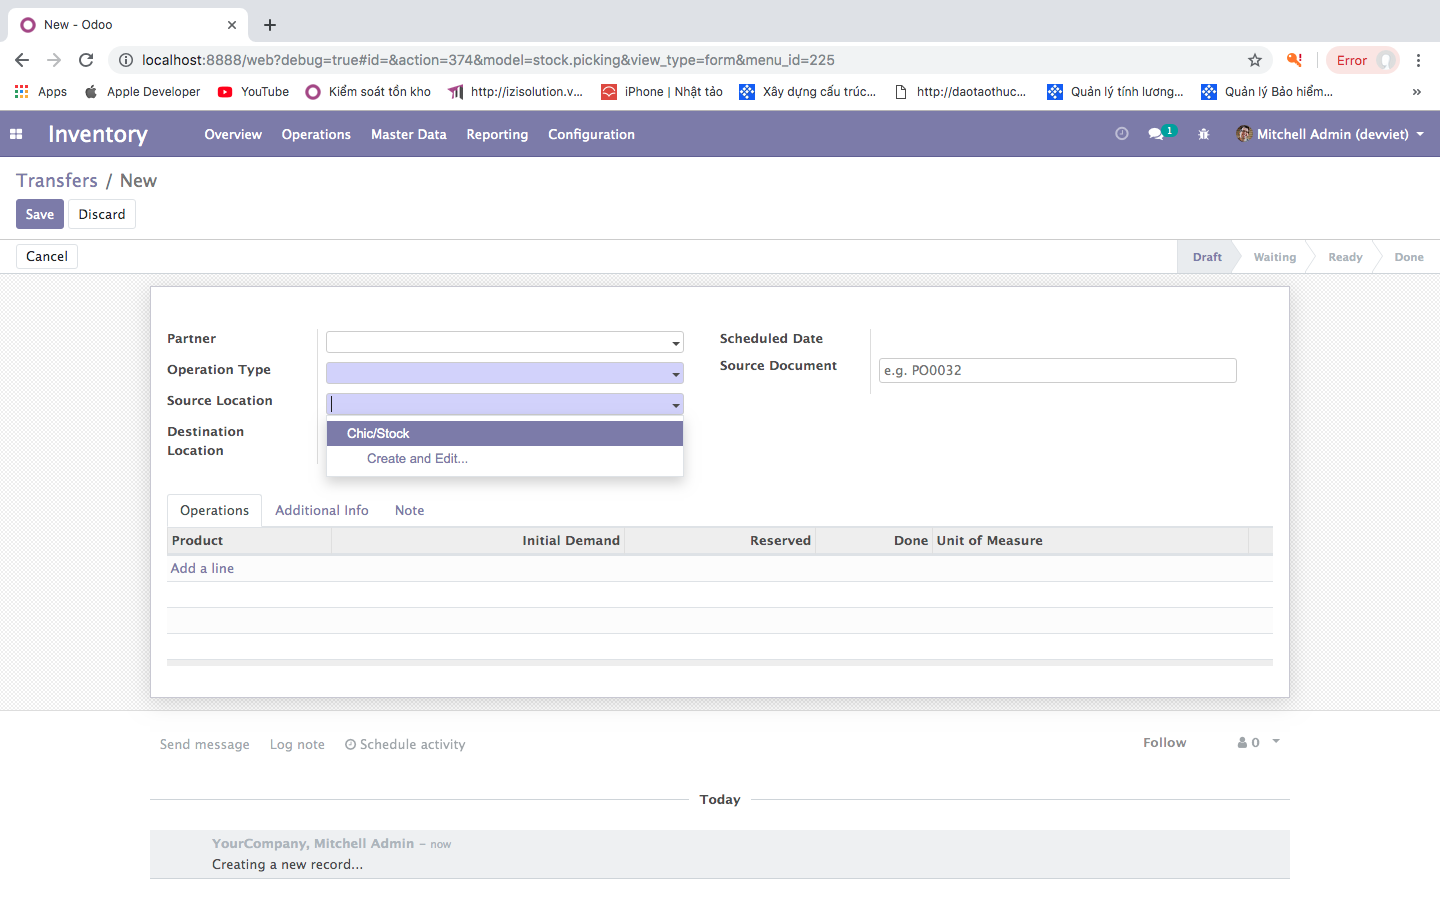 New - Odoo
localhost:8888/web?debug=true#id=&action=374&model=stock.picking&view_type=form&menu_id=225
Error
Apps Apple Developer YouTube Kiểm soát tồn kho http://izisolution.v... iPhone | Nhật tảo Xây dựng cấu trúc... http://daotaothuc... Quản lý tính lương... Quản lý Bảo hiểm... »
Inventory Overview Operations Master Data Reporting Configuration 1 Mitchell Admin (devviet)
Transfers / New
Save Discard
Cancel Draft Waiting Ready Done
Partner
Scheduled Date
Operation Type
Source Document e.g. PO0032
Source Location
Destination Location
Chic/Stock
Create and Edit...
Operations Additional Info Note
Product Initial Demand Reserved Done Unit of Measure
Add a line
Send message Log note Schedule activity Follow 0
Today
YourCompany, Mitchell Admin - now
Creating a new record...